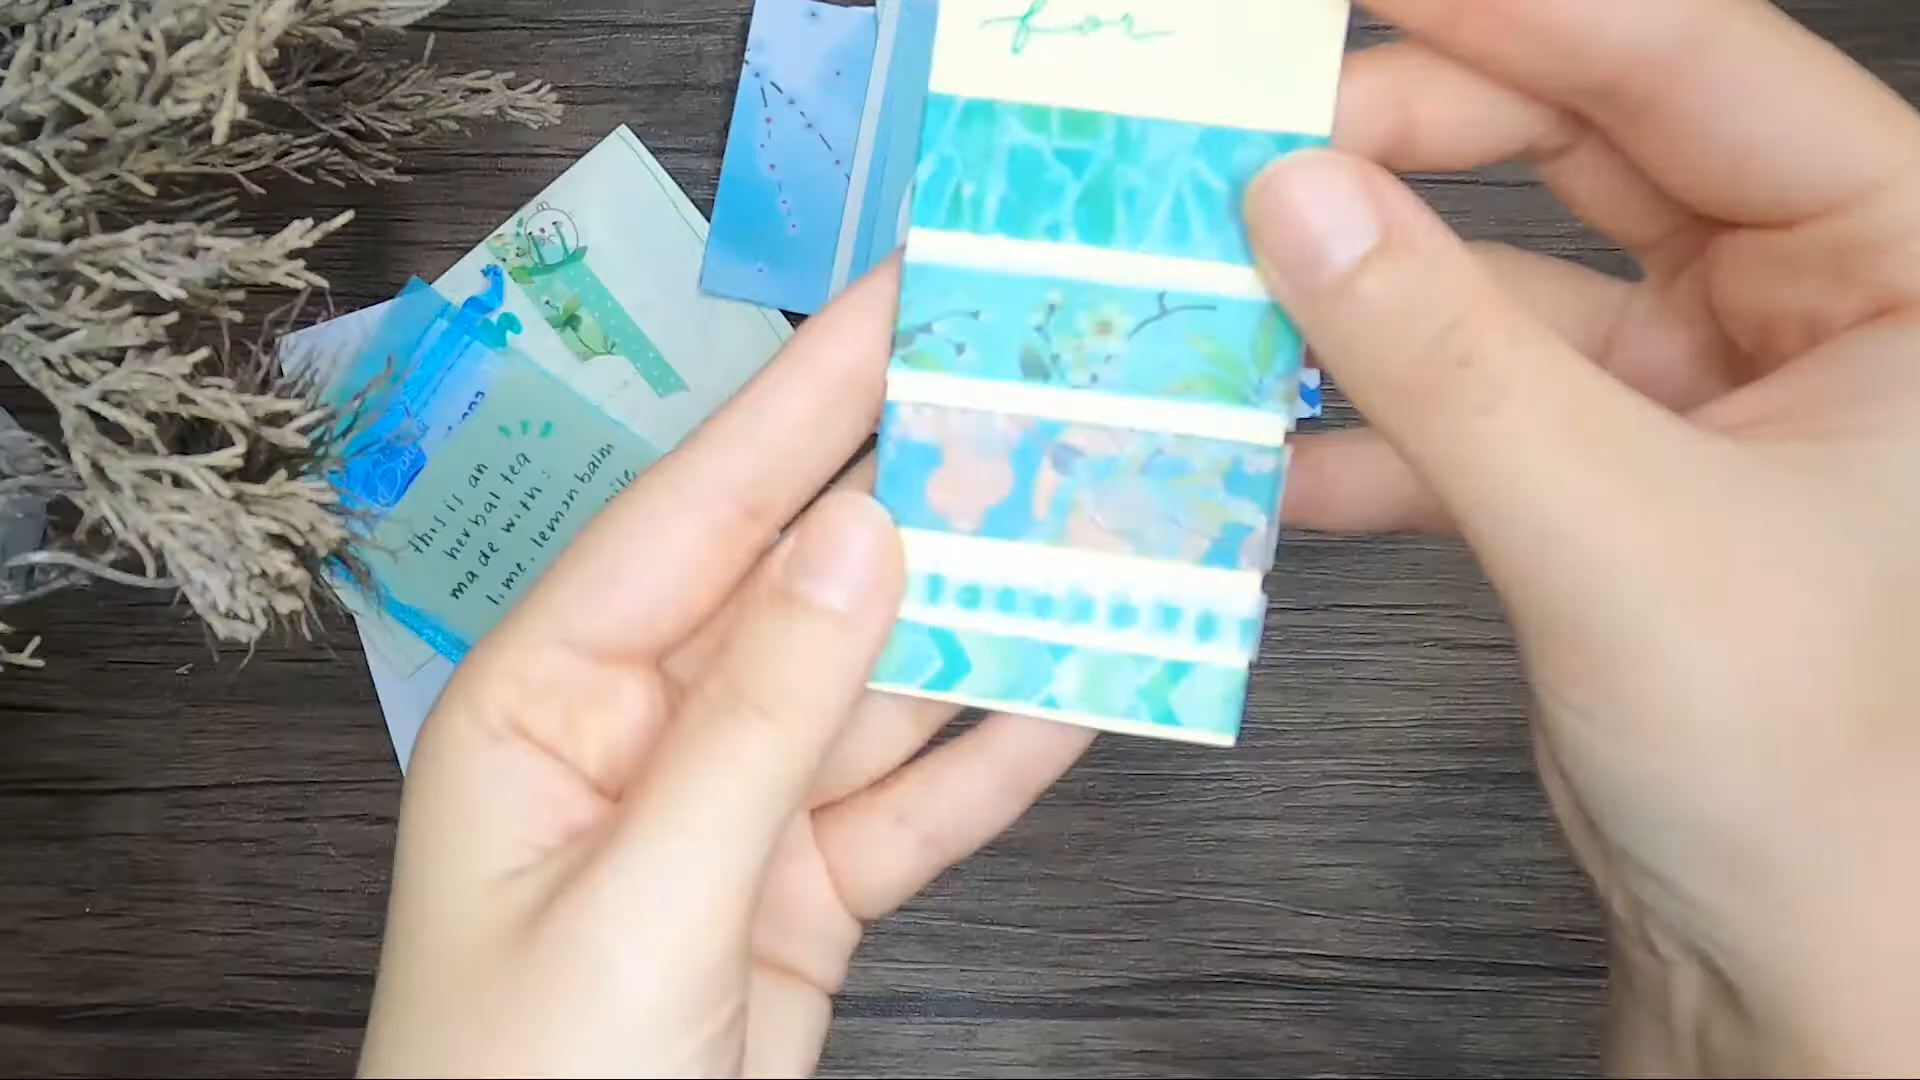 for
this is an
herbal tea
made with:
lime, lemon balm